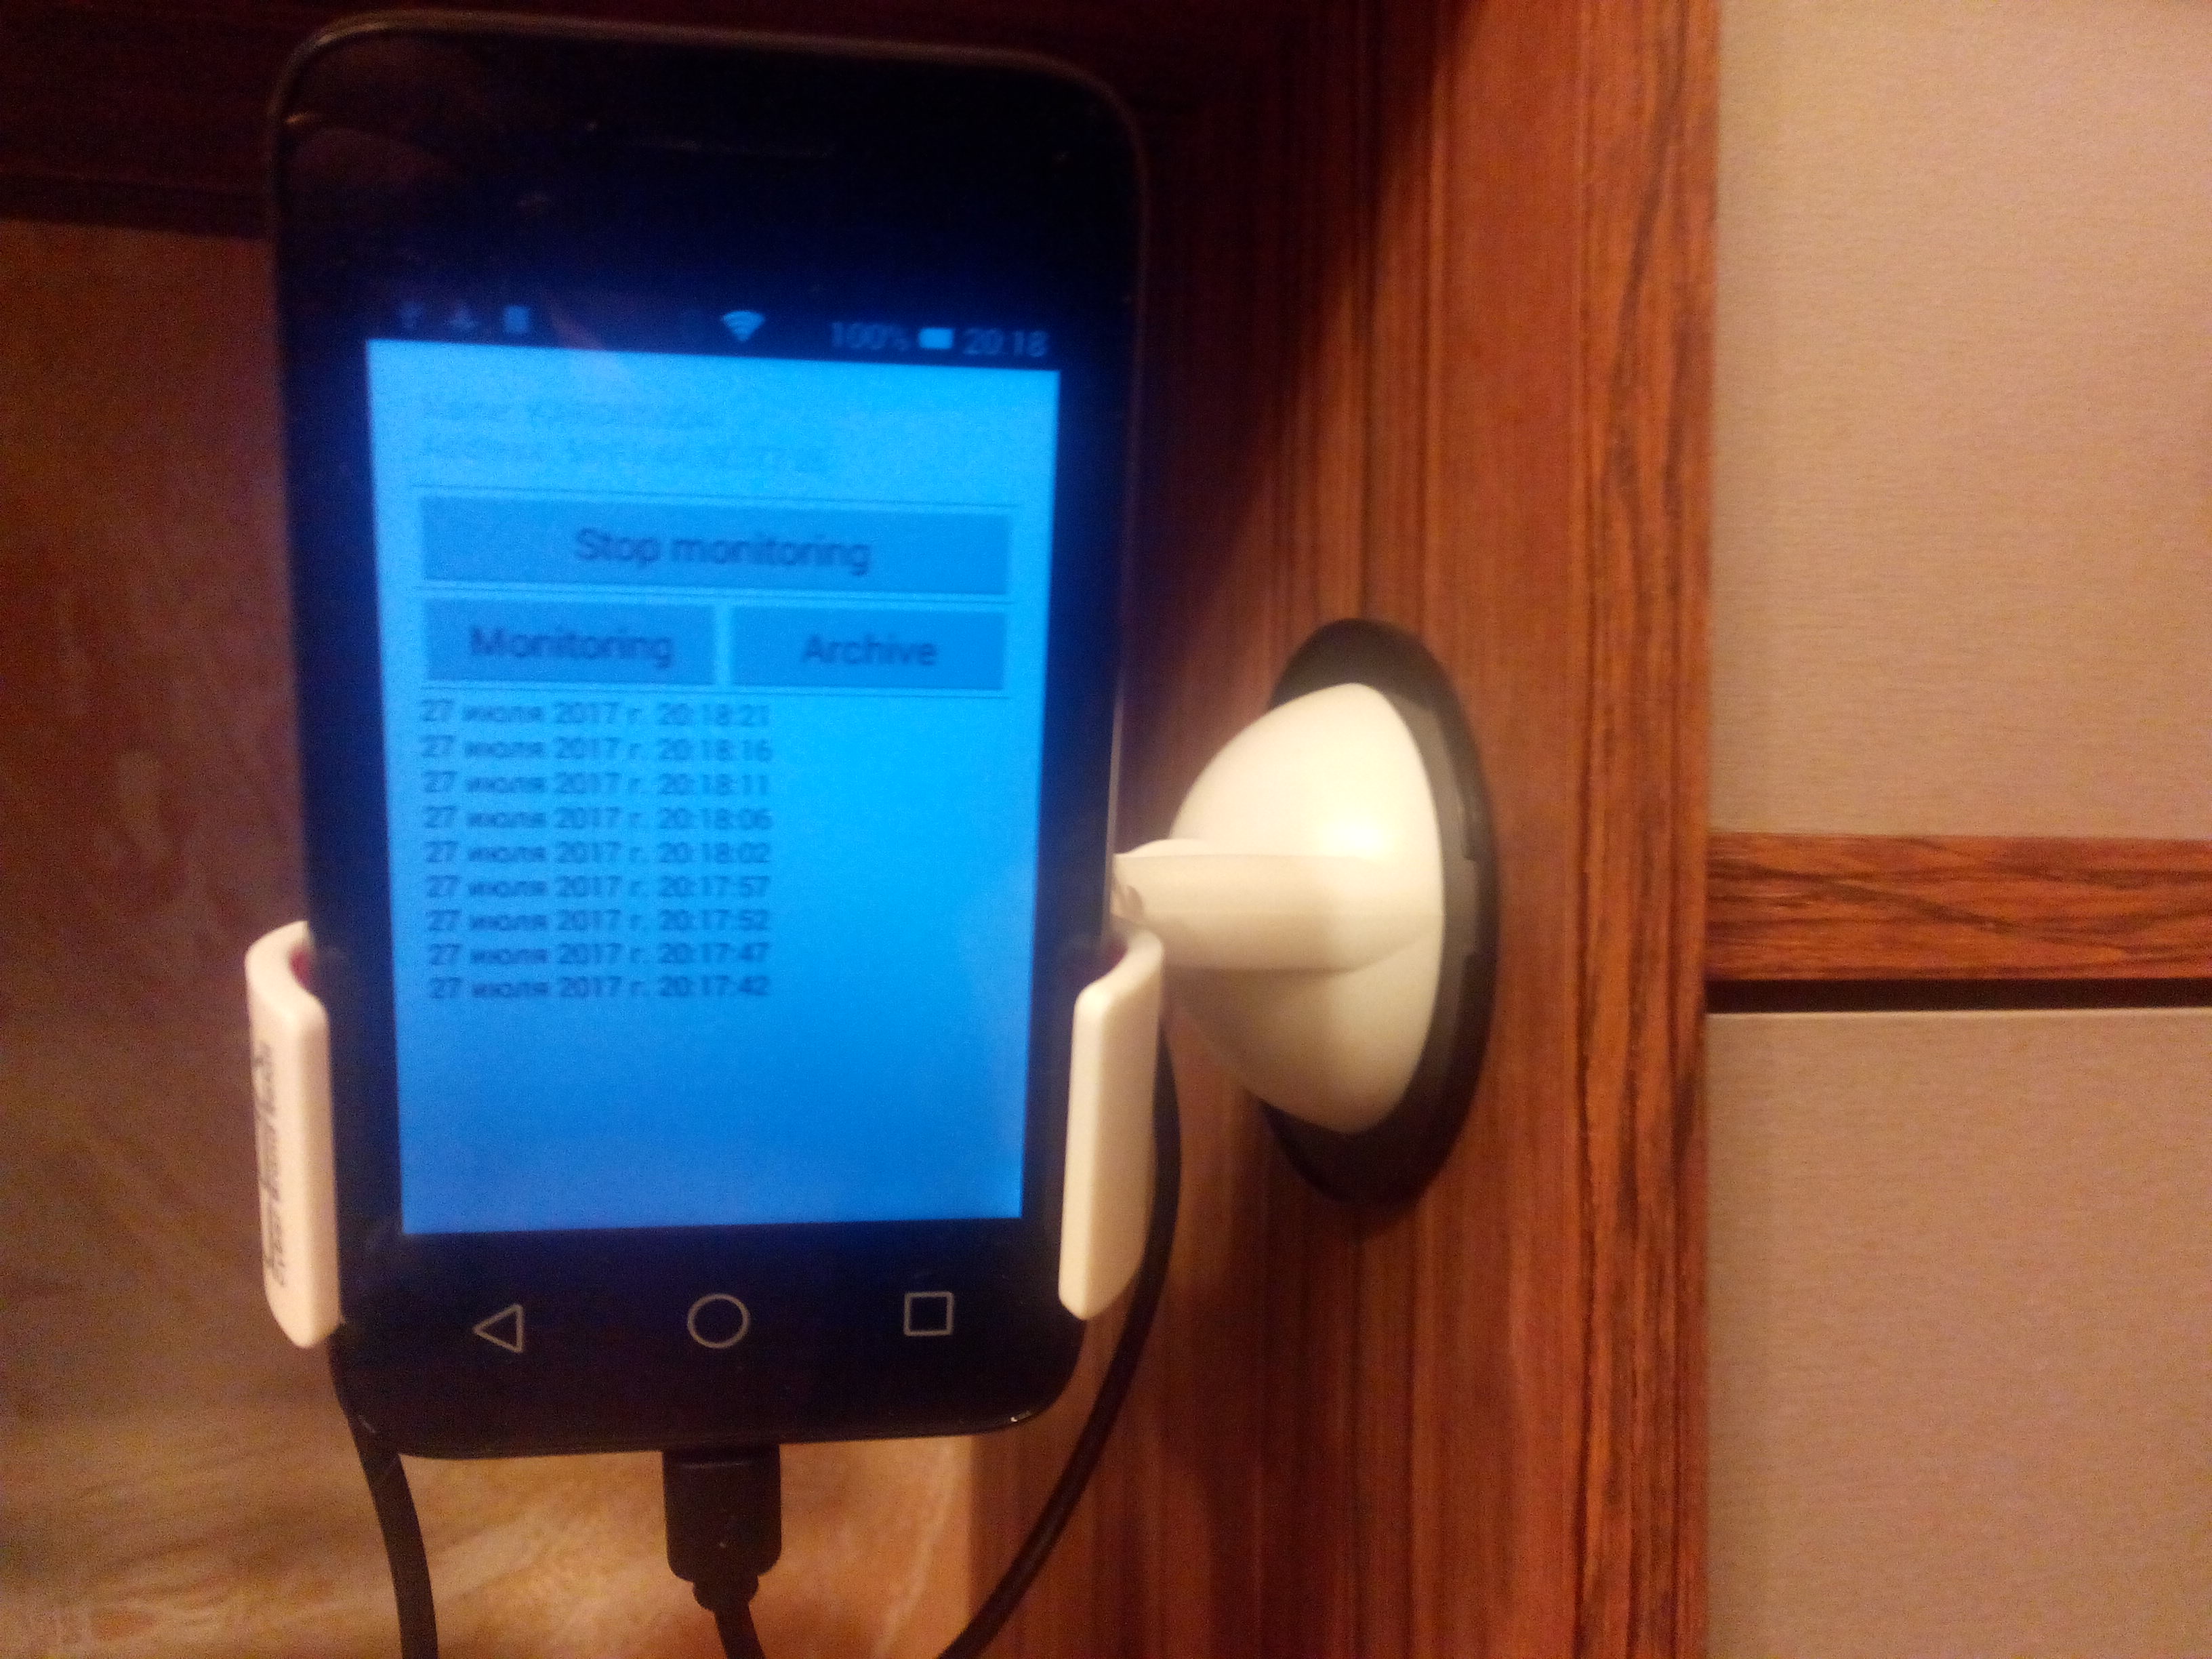 100% 20:18
Stop monitoring
Monitoring Archive
27 июля 2017 г. 20:18:21
27 июля 2017 г. 20:18:16
27 июля 2017 г. 20:18:11
27 июля 2017 г. 20:18:06
27 июля 2017 г. 20:18:02
27 июля 2017 г. 20:17:57
27 июля 2017 г. 20:17:52
27 июля 2017 г. 20:17:47
27 июля 2017 г. 20:17:42